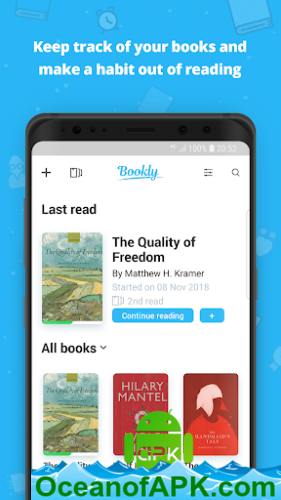 Keep track of your books and
make a habit out of reading
100% 20:52
Bookly
Last read
The Quality of
Freedom
By Matthew H. Kramer
Started on 08 Nov 2018
2nd read
Continue reading +
The Quality of Freedom
MATTHEW H. KRAMER
All books
The Quality of Freedom
HILARY
MANTEL
THE
HANDMAID'S
TALE
APK
OceanofAPK.com